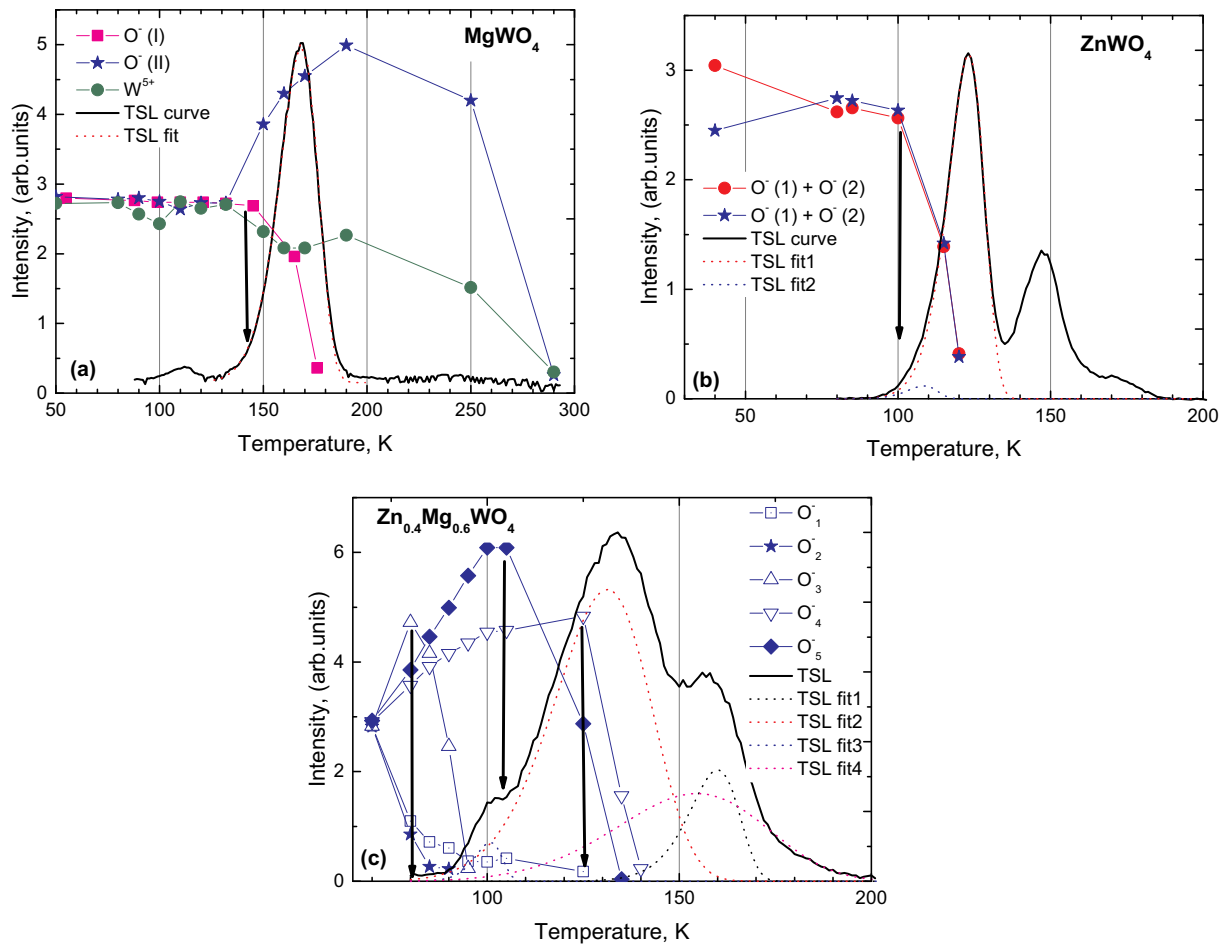 MgWO4
O- (I)
O- (II)
W5+
TSL curve
TSL fit
5
4
3
2
1
0
Intensity, (arb.units)
(a)
50 100 150 200 250 300
Temperature, K
ZnWO4
3
2
1
0
Intensity, (arb.units)
O- (1) + O- (2)
O- (1) + O- (2)
TSL curve
TSL fit1
TSL fit2
(b)
50 100 150 200
Temperature, K
Zn0.4Mg0.6WO4
6
4
2
0
Intensity, (arb.units)
O-1
O-2
O-3
O-4
O-5
TSL
TSL fit1
TSL fit2
TSL fit3
TSL fit4
(c)
100 150 200
Temperature, K